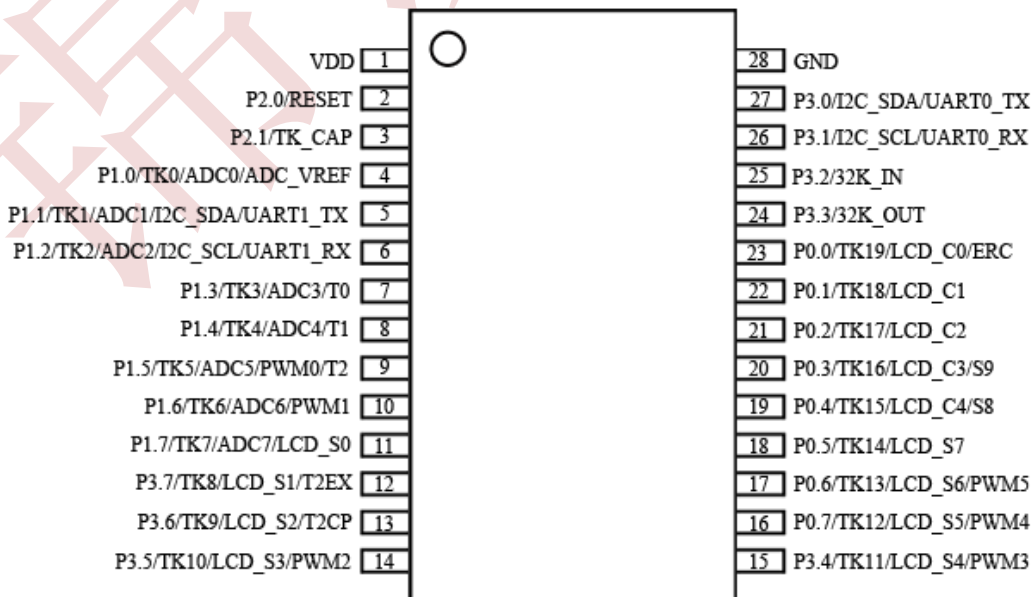 VDD 1
P2.0/RESET 2
P2.1/TK_CAP 3
P1.0/TK0/ADC0/ADC_VREF 4
P1.1/TK1/ADC1/I2C_SDA/UART1_TX 5
P1.2/TK2/ADC2/I2C_SCL/UART1_RX 6
P1.3/TK3/ADC3/T0 7
P1.4/TK4/ADC4/T1 8
P1.5/TK5/ADC5/PWM0/T2 9
P1.6/TK6/ADC6/PWM1 10
P1.7/TK7/ADC7/LCD_S0 11
P3.7/TK8/LCD_S1/T2EX 12
P3.6/TK9/LCD_S2/T2CP 13
P3.5/TK10/LCD_S3/PWM2 14
28 GND
27 P3.0/I2C_SDA/UART0_TX
26 P3.1/I2C_SCL/UART0_RX
25 P3.2/32K_IN
24 P3.3/32K_OUT
23 P0.0/TK19/LCD_C0/ERC
22 P0.1/TK18/LCD_C1
21 P0.2/TK17/LCD_C2
20 P0.3/TK16/LCD_C3/S9
19 P0.4/TK15/LCD_C4/S8
18 P0.5/TK14/LCD_S7
17 P0.6/TK13/LCD_S6/PWM5
16 P0.7/TK12/LCD_S5/PWM4
15 P3.4/TK11/LCD_S4/PWM3